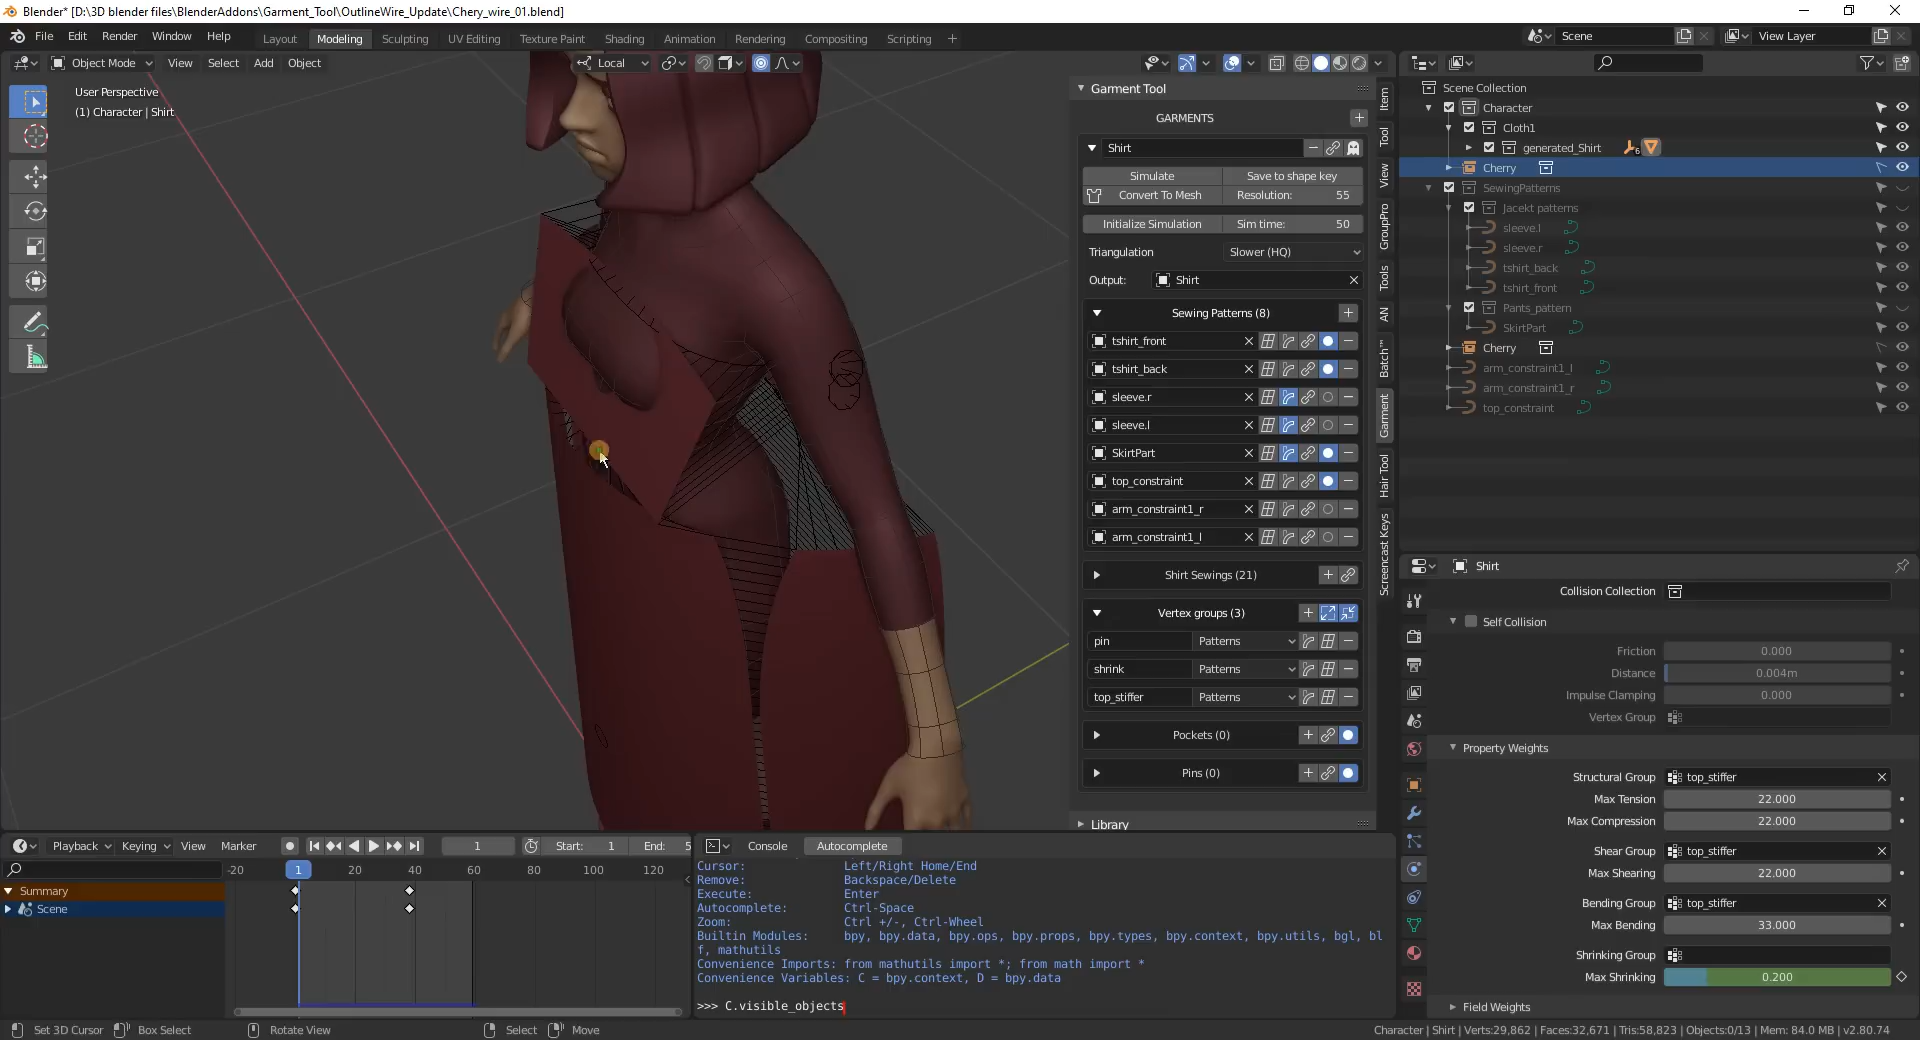 Blender* [D:\3D blender files\BlenderAddons\Garment_Tool\OutlineWire_Update\Chery_wire_01.blend]
File Edit Render Window Help Layout Modeling Sculpting UV Editing Texture Paint Shading Animation Rendering Compositing Scripting + Scene View Layer
Object Mode View Select Add Object Local
User Perspective
(1) Character | Shirt
Garment Tool
GARMENTS
Shirt
Simulate Save to shape key
Convert To Mesh Resolution: 55
Initialize Simulation Sim time: 50
Triangulation Slower (HQ)
Output: Shirt
Sewing Patterns (8)
tshirt_front
tshirt_back
sleeve.r
sleeve.l
SkirtPart
top_constraint
arm_constraint1_r
arm_constraint1_l
Shirt Sewings (21)
Vertex groups (3)
pin Patterns
shrink Patterns
top_stiffer Patterns
Pockets (0)
Pins (0)
Library
Item
Tool
View
GroupPro
Tools
AN
Batch™
Garment
Hair Tool
Screencast Keys
Scene Collection
Character
Cloth1
generated_Shirt 6
Cherry
SewingPatterns
Jacekt patterns
sleeve.l
sleeve.r
tshirt_back
tshirt_front
Pants_pattern
SkirtPart
Cherry
arm_constraint1_l
arm_constraint1_r
top_constraint
Shirt
Collision Collection
Self Collision
Friction 0.000
Distance 0.004m
Impulse Clamping 0.000
Vertex Group
Property Weights
Structural Group top_stiffer
Max Tension 22.000
Max Compression 22.000
Shear Group top_stiffer
Max Shearing 22.000
Bending Group top_stiffer
Max Bending 33.000
Shrinking Group
Max Shrinking 0.200
Field Weights
Playback Keying View Marker 1 Start: 1 End: 5
-20 1 20 40 60 80 100 120
Summary
Scene
Console Autocomplete
Cursor: Left/Right Home/End
Remove: Backspace/Delete
Execute: Enter
Autocomplete: Ctrl-Space
Zoom: Ctrl +/-, Ctrl-Wheel
Builtin Modules: bpy, bpy.data, bpy.ops, bpy.props, bpy.types, bpy.context, bpy.utils, bgl, bl
f, mathutils
Convenience Imports: from mathutils import *; from math import *
Convenience Variables: C = bpy.context, D = bpy.data
>>> C.visible_objects
Set 3D Cursor Box Select Rotate View Select Move Character | Shirt | Verts:29,862 | Faces:32,671 | Tris:58,823 | Objects:0/13 | Mem: 84.0 MB | v2.80.74